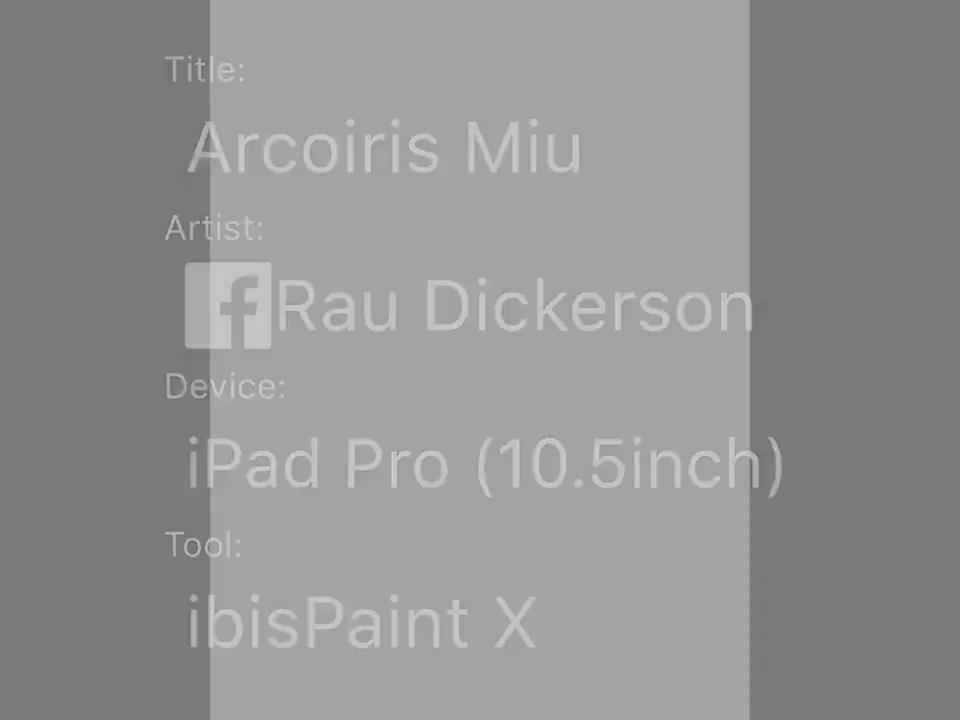 Title:
Arcoiris Miu
Artist:
Rau Dickerson
Device:
iPad Pro (10.5inch)
Tool:
ibisPaint X